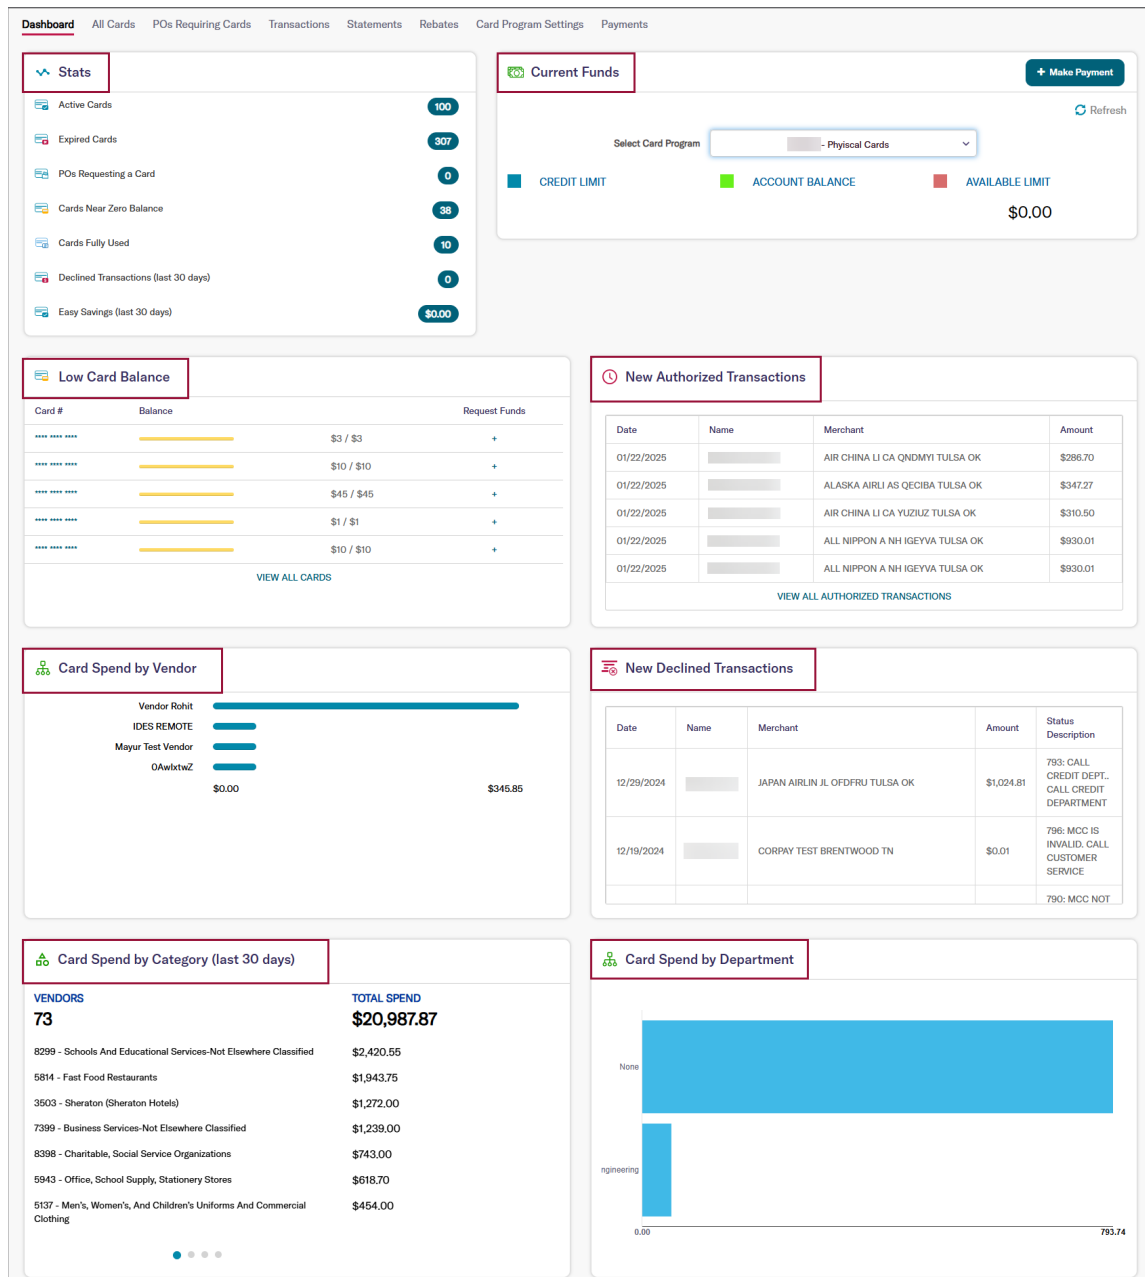 Dashboard All Cards POs Requiring Cards Transactions Statements Rebates Card Program Settings Payments
Stats
Active Cards 100
Expired Cards 307
POs Requesting a Card 0
Cards Near Zero Balance 38
Cards Fully Used 10
Declined Transactions (last 30 days) 0
Easy Savings (last 30 days) $0.00
Current Funds
+ Make Payment
Refresh
Select Card Program - Phyiscal Cards
CREDIT LIMIT ACCOUNT BALANCE AVAILABLE LIMIT
$0.00
Low Card Balance
Card # Balance Request Funds
**** **** **** $3 / $3 +
**** **** **** $10 / $10 +
**** **** **** $45 / $45 +
**** **** **** $1 / $1 +
**** **** **** $10 / $10 +
VIEW ALL CARDS
New Authorized Transactions
Date Name Merchant Amount
01/22/2025 AIR CHINA LI CA QNDMYI TULSA OK $286.70
01/22/2025 ALASKA AIRLI AS QECIBA TULSA OK $347.27
01/22/2025 AIR CHINA LI CA YUZIUZ TULSA OK $310.50
01/22/2025 ALL NIPPON A NH IGEYVA TULSA OK $930.01
01/22/2025 ALL NIPPON A NH IGEYVA TULSA OK $930.01
VIEW ALL AUTHORIZED TRANSACTIONS
Card Spend by Vendor
Vendor Rohit
IDES REMOTE
Mayur Test Vendor
0AwlxtwZ
$0.00 $345.85
New Declined Transactions
Date Name Merchant Amount Status
Description
12/29/2024 JAPAN AIRLIN JL OFDFRU TULSA OK $1,024.81 793: CALL
CREDIT DEPT..
CALL CREDIT
DEPARTMENT
12/19/2024 CORPAY TEST BRENTWOOD TN $0.01 796: MCC IS
INVALID. CALL
CUSTOMER
SERVICE
790: MCC NOT
Card Spend by Category (last 30 days)
VENDORS TOTAL SPEND
73 $20,987.87
8299 - Schools And Educational Services-Not Elsewhere Classified $2,420.55
5814 - Fast Food Restaurants $1,943.75
3503 - Sheraton (Sheraton Hotels) $1,272.00
7399 - Business Services-Not Elsewhere Classified $1,239.00
8398 - Charitable, Social Service Organizations $743.00
5943 - Office, School Supply, Stationery Stores $618.70
5137 - Men's, Women's, And Children's Uniforms And Commercial $454.00
Clothing
Card Spend by Department
None
ngineering
0.00 793.74